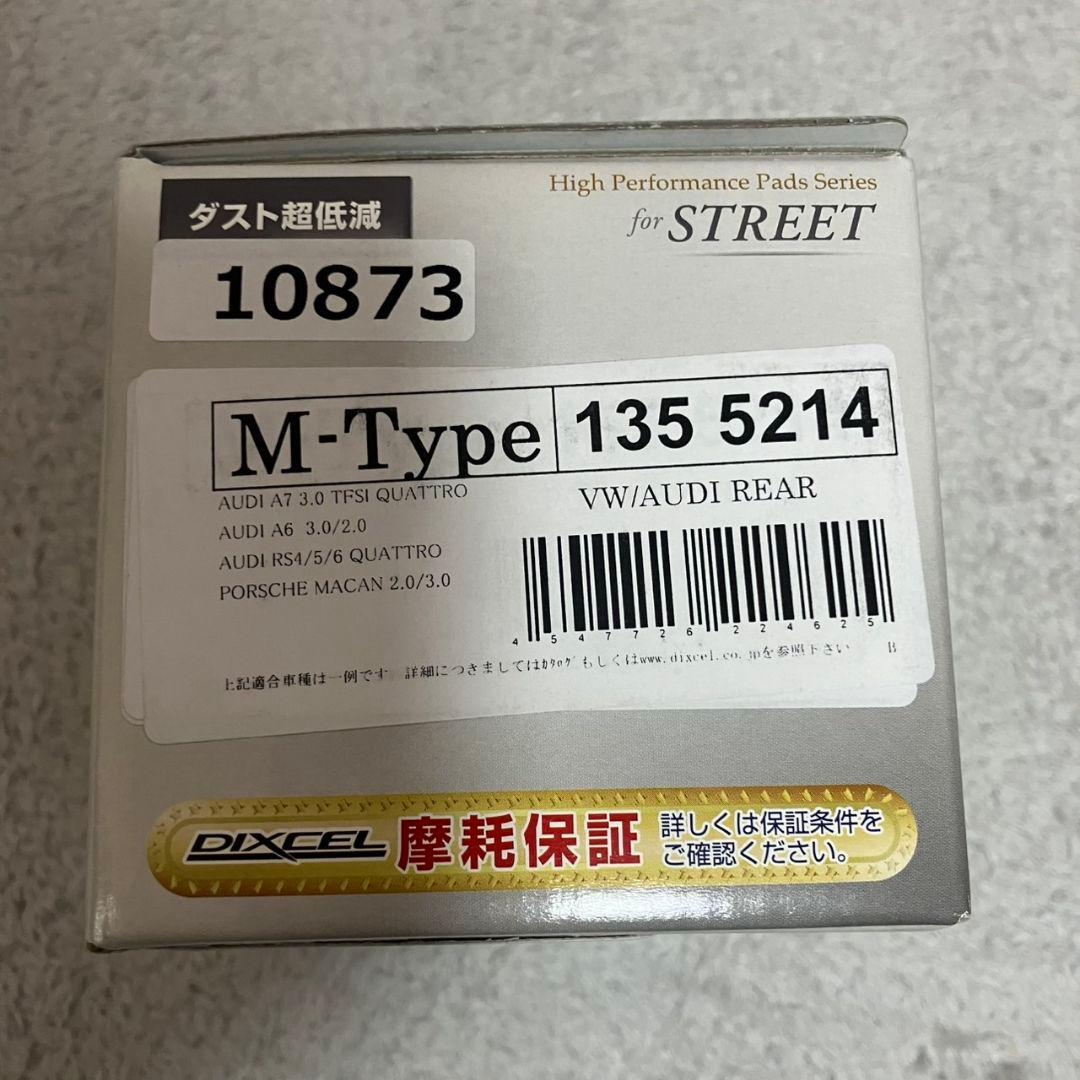 ダスト超低減
High Performance Pads Series
for STREET
10873
M-Type
135 5214
AUDI A7 3.0 TFSI QUATTRO
AUDI A6 3.0/2.0
AUDI RS4/5/6 QUATTRO
PORSCHE MACAN 2.0/3.0
VW/AUDI REAR
4547726224625
上記適合車種は一例です 詳細につきましてはｶﾀﾛｸﾞもしくはwww.dixcel.co.jpを参照下さい B
DIXCEL 摩耗保証
詳しくは保証条件を
ご確認ください。